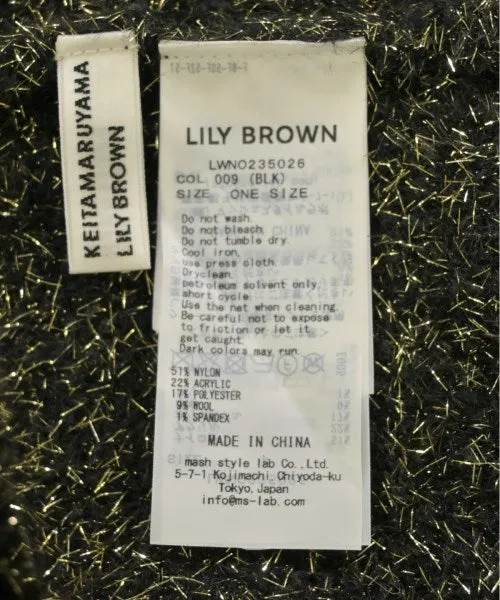 KEITAMARUYAMA
LILY BROWN
LILY BROWN
LWNO235026
COL 009 (BLK)
SIZE ONE SIZE
Do not wash.
Do not bleach.
Do not tumble dry.
Cool iron.
use press cloth.
Dryclean.
petroleum solvent only,
short cycle.
Use the net when cleaning.
Be careful not to expose
to friction or let it
get caught.
Dark colors may run.
51% NYLON
22% ACRYLIC
17% POLYESTER
9% WOOL
1% SPANDEX
MADE IN CHINA
mash style lab Co.,Ltd.
5-7-1 Kojimachi Chiyoda-ku
Tokyo,Japan
info@ms-lab.com